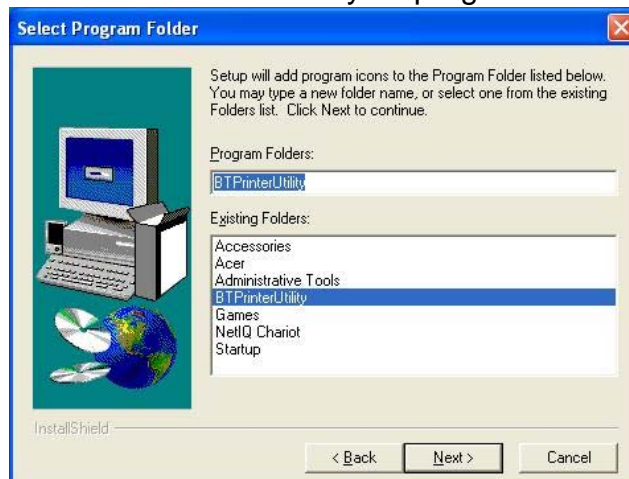 Select Program Folder
Setup will add program icons to the Program Folder listed below.
You may type a new folder name, or select one from the existing
Folders list. Click Next to continue.
Program Folders:
BTPrinterUtility
Existing Folders:
Accessories
Acer
Administrative Tools
BTPrinterUtility
Games
NetIQ Chariot
Startup
InstallShield
< Back Next > Cancel